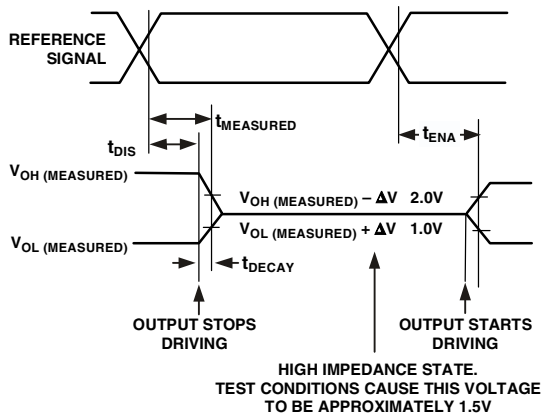 REFERENCE
SIGNAL
tMEASURED
tDIS
tENA
VOH (MEASURED)
VOH (MEASURED) – ΔV 2.0V
VOL (MEASURED) + ΔV 1.0V
VOL (MEASURED)
tDECAY
OUTPUT STOPS
DRIVING
OUTPUT STARTS
DRIVING
HIGH IMPEDANCE STATE.
TEST CONDITIONS CAUSE THIS VOLTAGE
TO BE APPROXIMATELY 1.5V